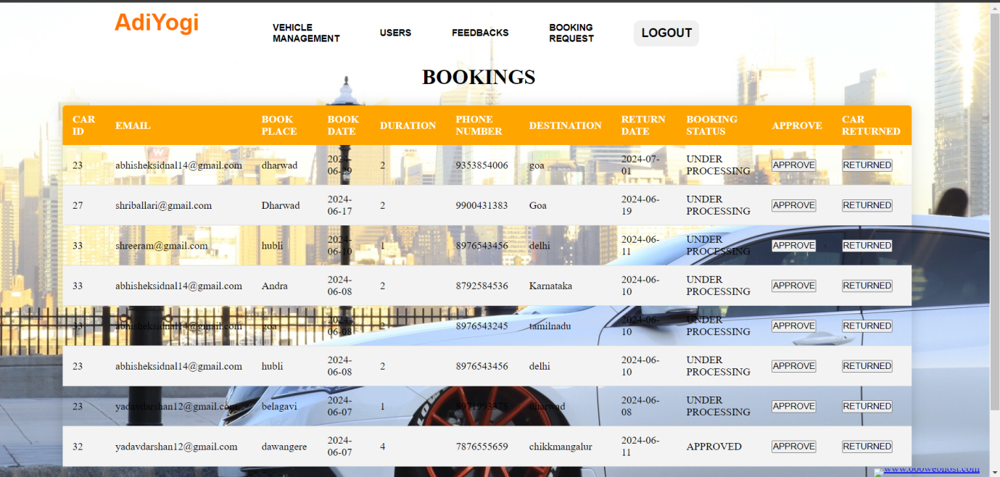 AdiYogi
VEHICLE MANAGEMENT USERS FEEDBACKS BOOKING REQUEST LOGOUT
BOOKINGS
CAR ID EMAIL BOOK PLACE BOOK DATE DURATION PHONE NUMBER DESTINATION RETURN DATE BOOKING STATUS APPROVE CAR RETURNED
23 abhisheksidnal14@gmail.com dharwad 2024-06-29 2 9353854006 goa 2024-07-01 UNDER PROCESSING APPROVE RETURNED
27 shriballari@gmail.com Dharwad 2024-06-17 2 9900431383 Goa 2024-06-19 UNDER PROCESSING APPROVE RETURNED
33 shreeram@gmail.com hubli 2024-06-10 1 8976543456 delhi 2024-06-11 UNDER PROCESSING APPROVE RETURNED
33 abhisheksidnal14@gmail.com Andra 2024-06-08 2 8792584536 Karnataka 2024-06-10 UNDER PROCESSING APPROVE RETURNED
33 abhisheksidnal14@gmail.com goa 2024-06-08 2 8976543245 tamilnadu 2024-06-10 UNDER PROCESSING APPROVE RETURNED
23 abhisheksidnal14@gmail.com hubli 2024-06-08 2 8976543456 delhi 2024-06-10 UNDER PROCESSING APPROVE RETURNED
23 yadavdarshan12@gmail.com belagavi 2024-06-07 1 dharwad 2024-06-08 UNDER PROCESSING APPROVE RETURNED
32 yadavdarshan12@gmail.com dawangere 2024-06-07 4 7876555659 chikkmangalur 2024-06-11 APPROVED APPROVE RETURNED
www.000webhost.com